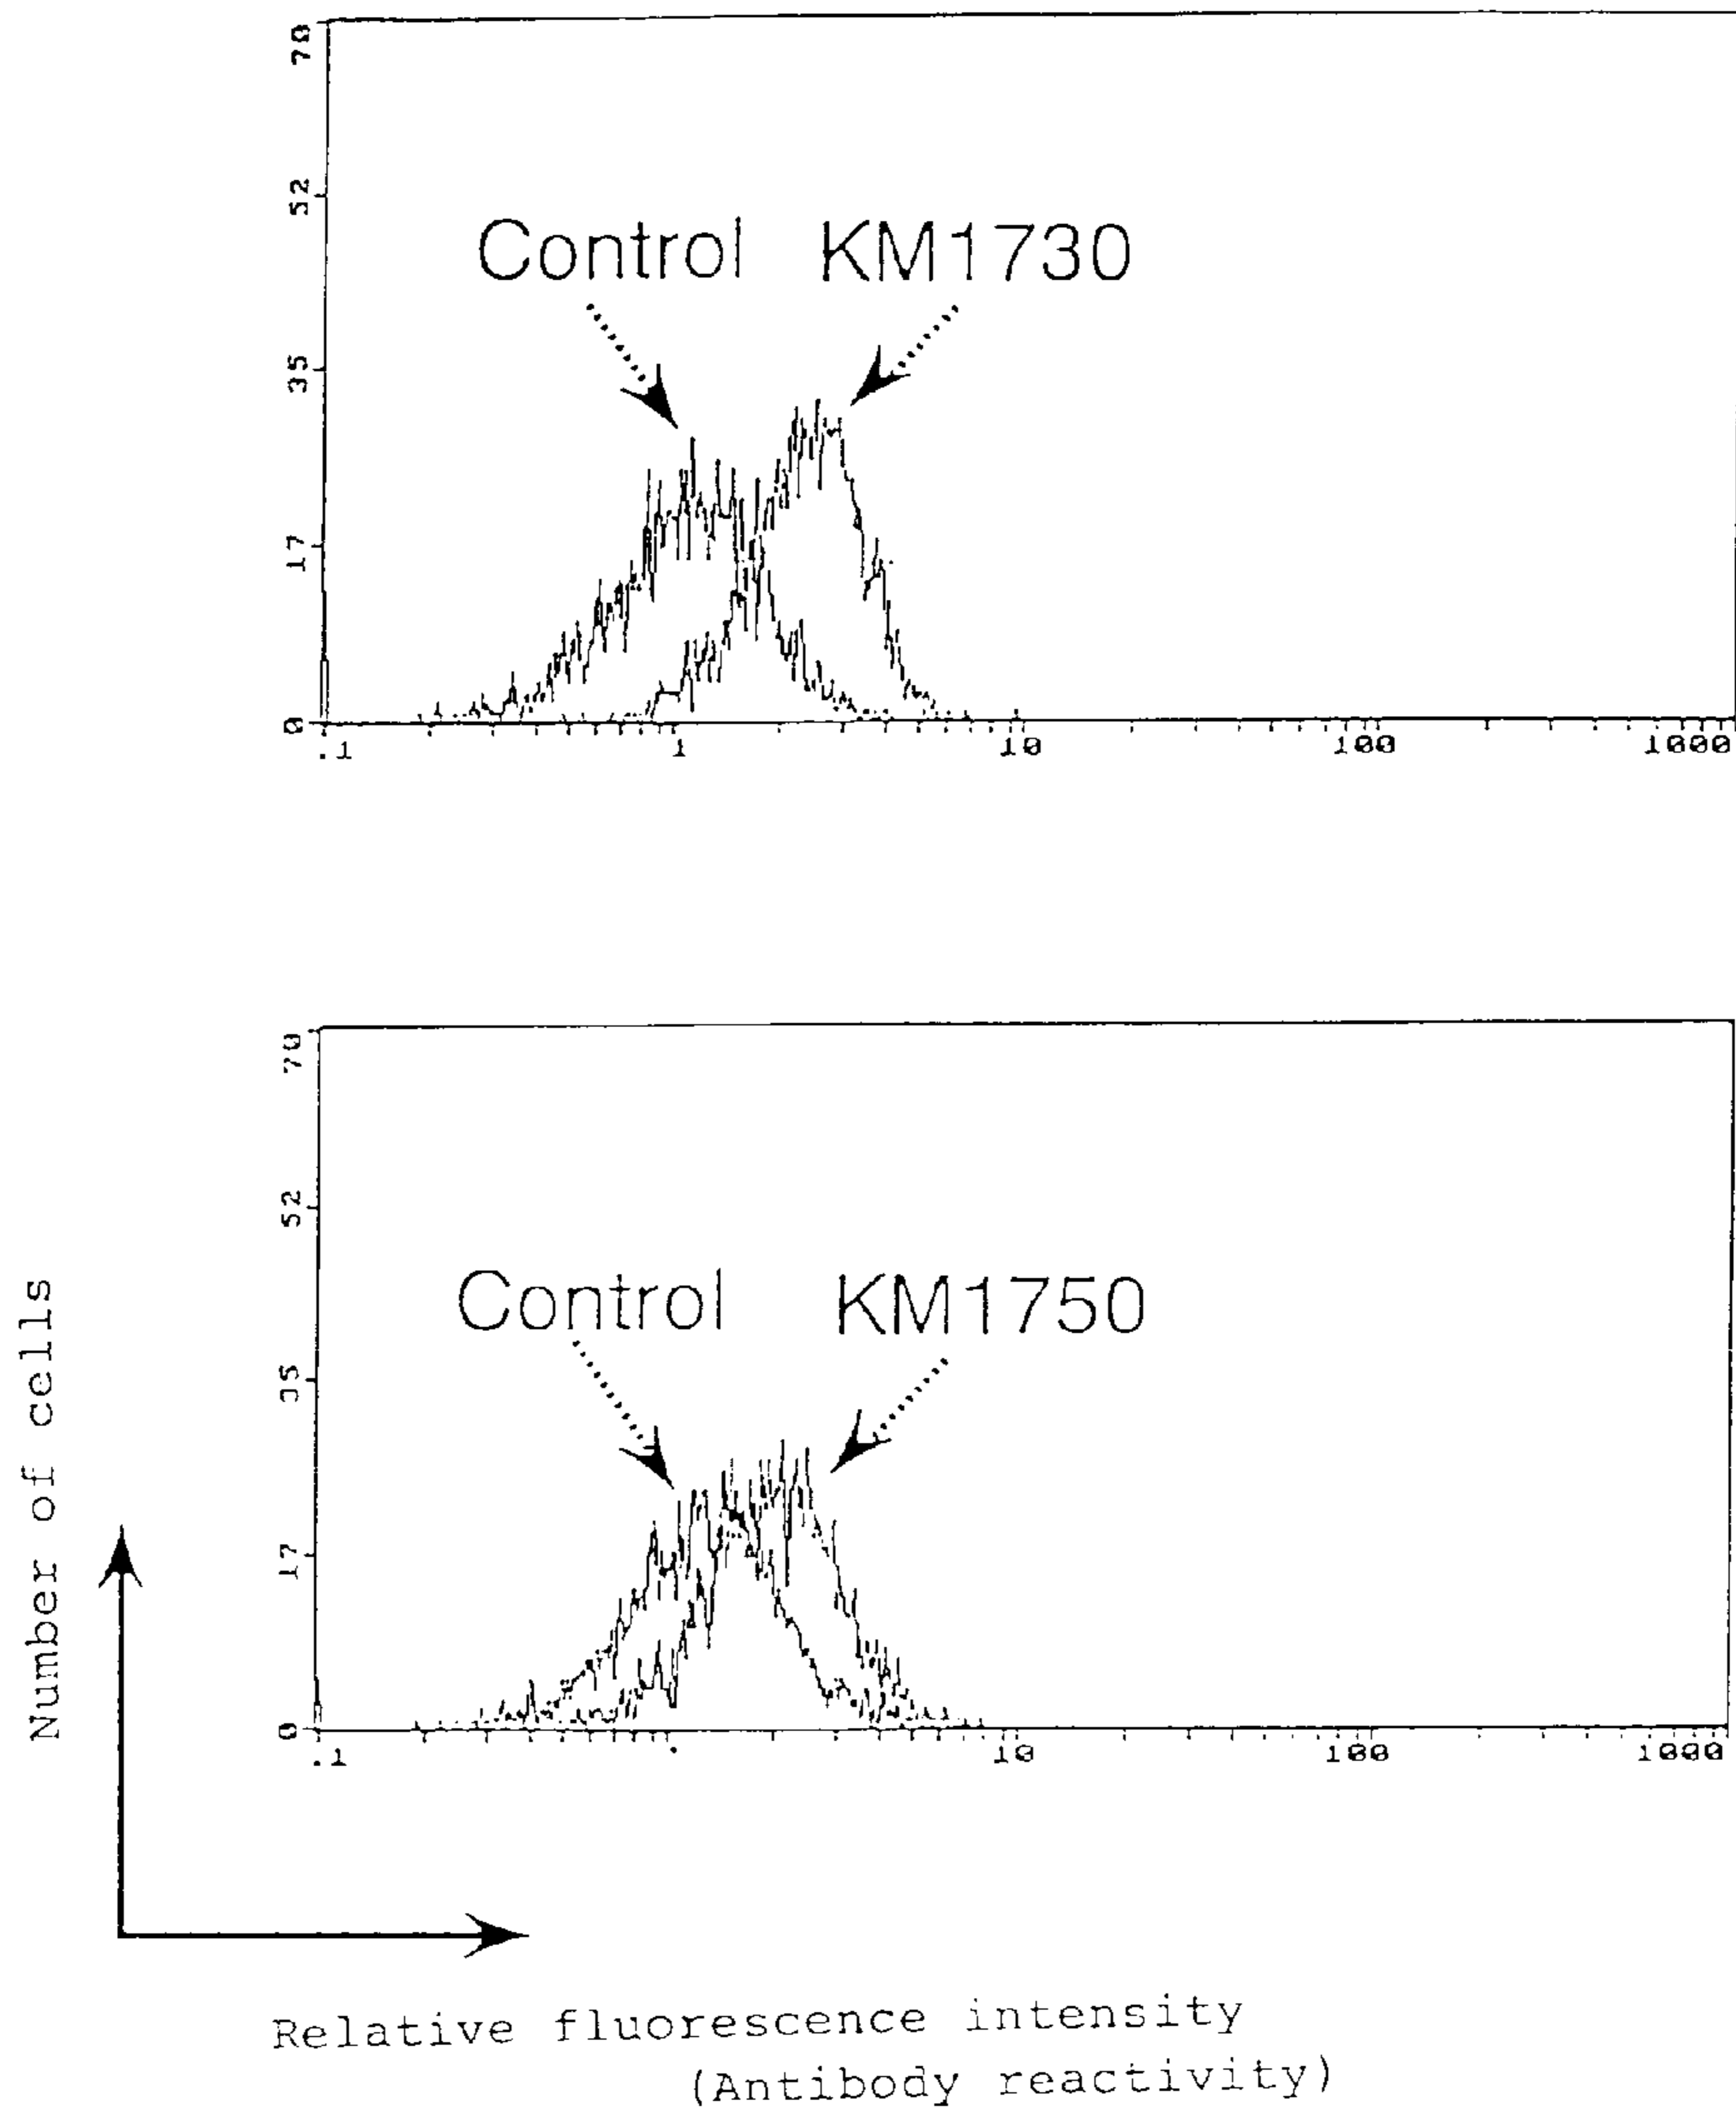 70
52
Control KM1730
35
17
0
.1 1 10 100 1000
70
52
Control KM1750
35
17
0
.1 10 100 1000
Number of cells
Relative fluorescence intensity
(Antibody reactivity)